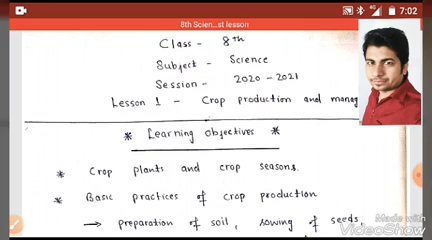 4G 7:02
8th Scien...st lesson
Class - 8th
Subject - Science
Session - 2020-2021
Lesson 1 - Crop production and manag
* Learning objectives *
* Crop plants and crop seasons.
* Basic practices of crop production
→ preparation of soil, sowing of seeds,
Made with
VideoShow